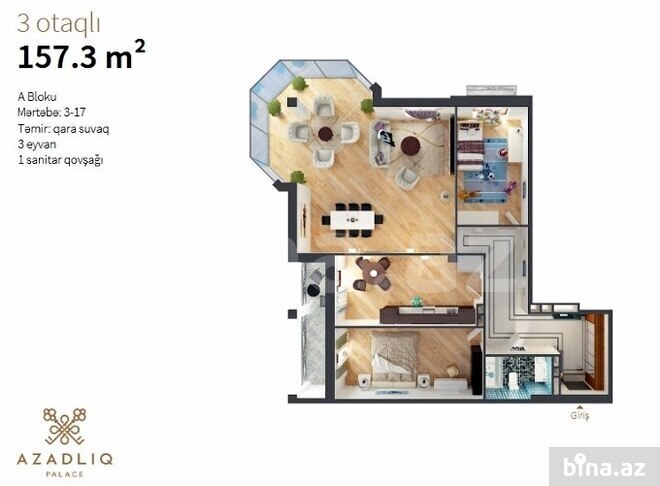 3 otaqlı
157.3 m²
A Bloku
Mərtəbə: 3-17
Təmir: qara suvaq
3 eyvan
1 sanitar qovşağı
Giriş
AZADLIQ
PALACE
bina.az